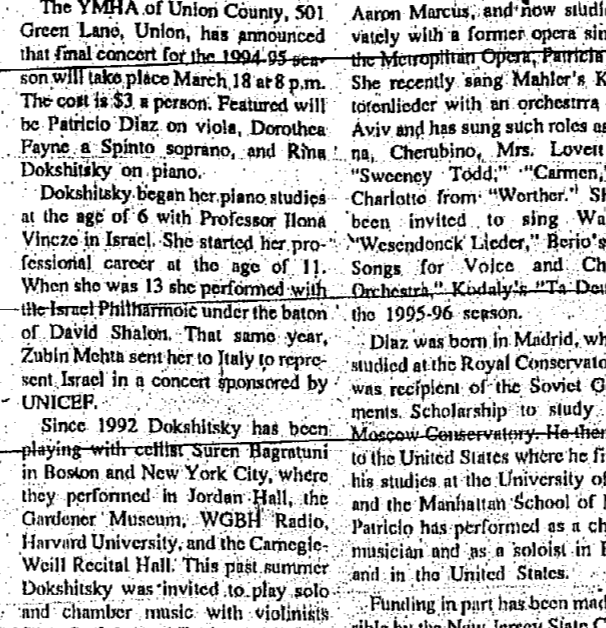 The YMHA of Union County, 501
Green Lane, Union, has announced
that final concert for the 1994-95 sea-
son will take place March 18 at 8 p.m.
The cost is $3 a person. Featured will
be Patricio Diaz on viola, Dorothea
Payne a Spinto soprano, and Rina
Dokshitsky on piano.
Dokshitsky began her piano studies
at the age of 6 with Professor Ilona
Vincze in Israel. She started her pro-
fessional career at the age of 11.
When she was 13 she performed with
the Israel Philharmoic under the baton
of David Shalon. That same year,
Zubin Mehta sent her to Italy to repre-
sent Israel in a concert sponsored by
UNICEF.
Since 1992 Dokshitsky has been
playing with cellist Suren Bagratuni
in Boston and New York City, where
they performed in Jordan Hall, the
Gardener Museum, WGBH Radio,
Harvard University, and the Carnegie-
Weill Recital Hall. This past summer
Dokshitsky was invited to play solo
and chamber music with violinists
Aaron Marcus, and now studi
vately with a former opera sin
the Metropolitan Opera, Patricia
She recently sang Mahler's K
totenlieder with an orchestra
Aviv and has sung such roles as
na, Cherubino, Mrs. Lovett
"Sweeney Todd," "Carmen,"
Charlotte from "Werther." Sh
been invited to sing Wa
"Wesendonck Lieder," Berio's
Songs for Voice and Ch
Orchestra," Kodaly's "Ta Deu
the 1995-96 season.
Diaz was born in Madrid, wh
studied at the Royal Conservato
was recipient of the Soviet G
ments. Scholarship to study
Moscow Conservatory. He then
to the United States where he fi
his studies at the University of
and the Manhattan School of
Patricio has performed as a ch
musician and as a soloist in E
and in the United States.
Funding in part has been mad
sible by the New Jersey State C